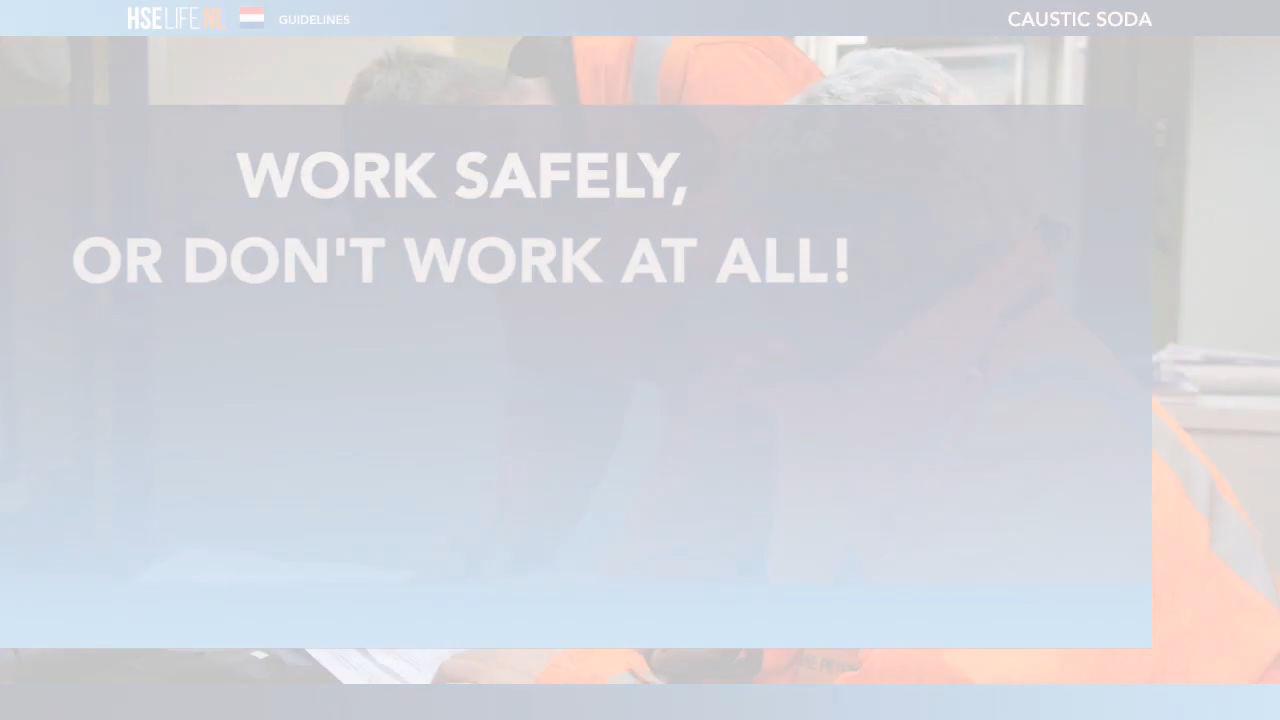 HSELIFE.NL
GUIDELINES
CAUSTIC SODA
WORK SAFELY,
OR DON'T WORK AT ALL!